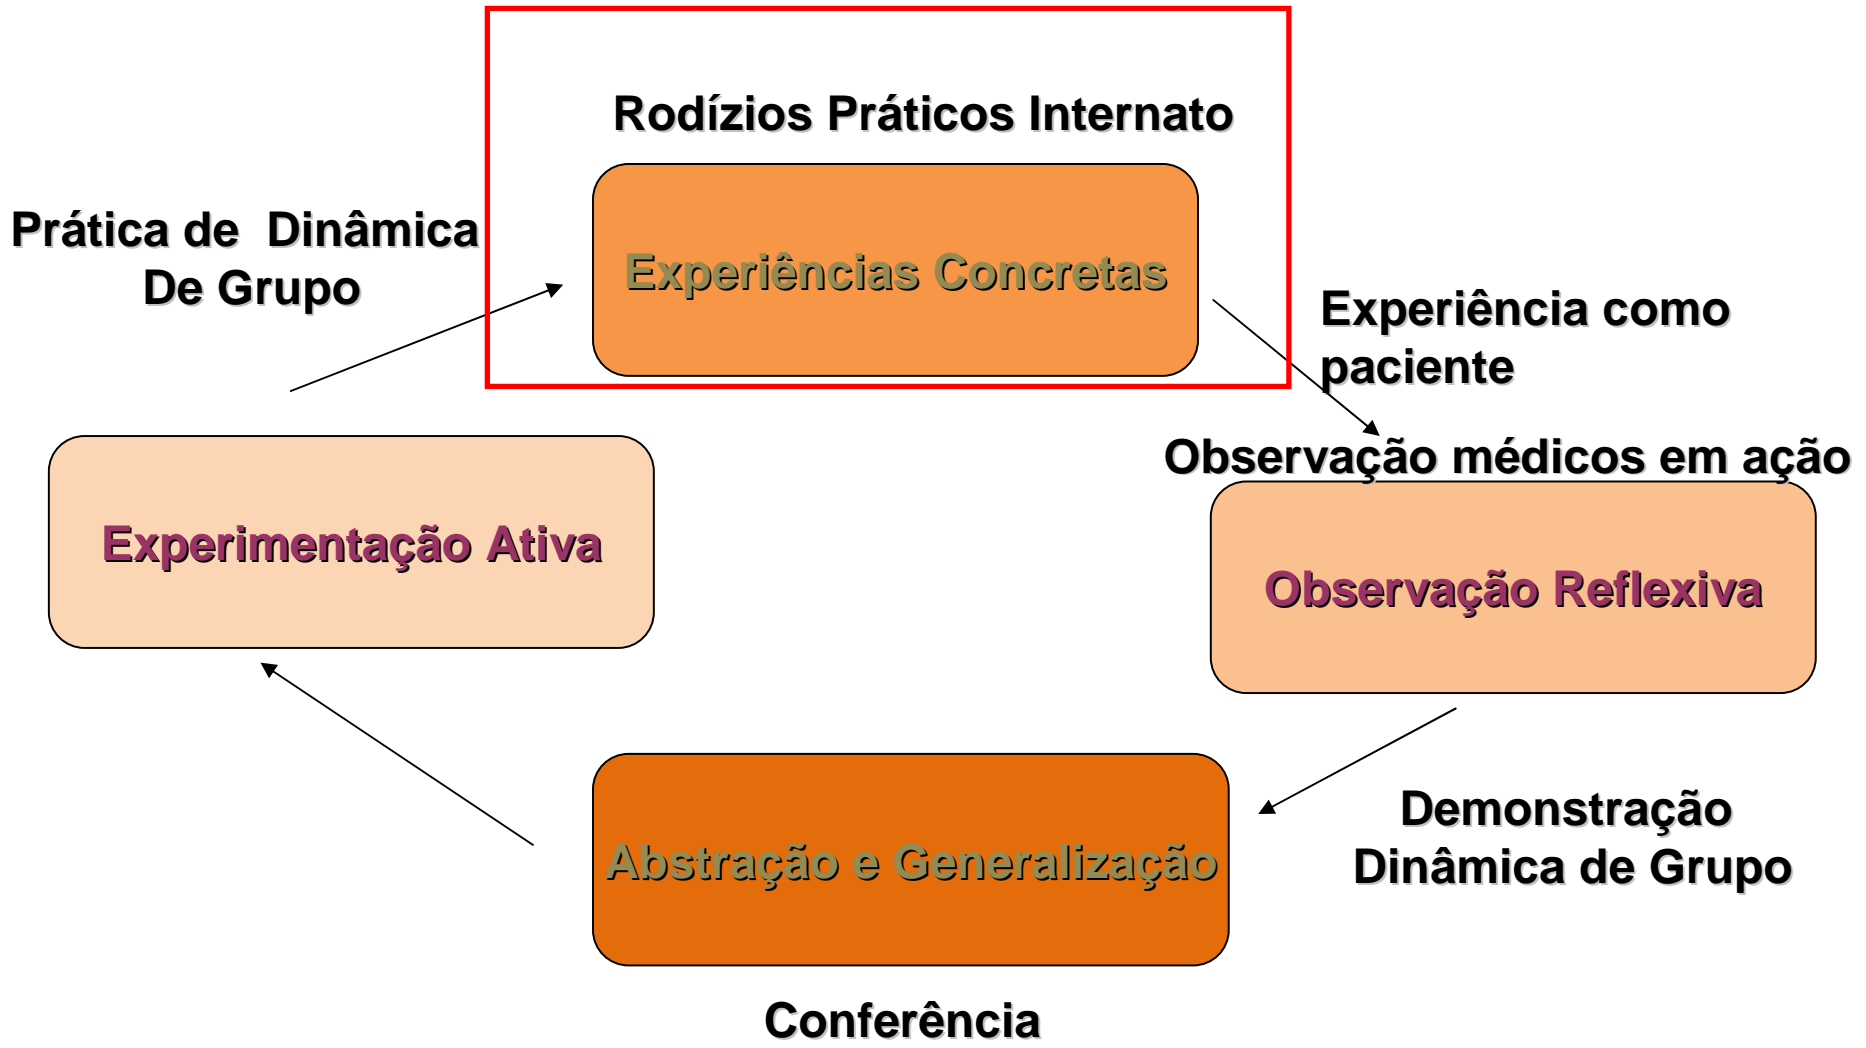 Rodízios Práticos Internato
Prática de Dinâmica
De Grupo
Experiências Concretas
Experiência como
paciente
Observação médicos em ação
Experimentação Ativa
Observação Reflexiva
Abstração e Generalização
Demonstração
Dinâmica de Grupo
Conferência